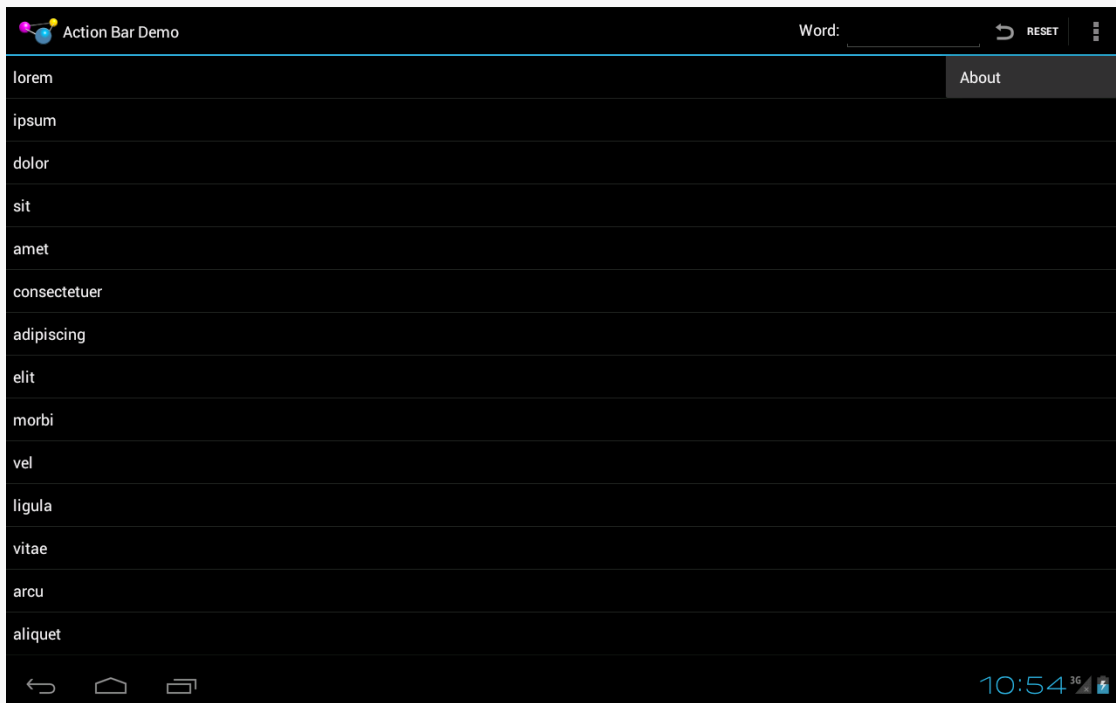 Action Bar Demo Word: RESET
lorem About
ipsum
dolor
sit
amet
consectetuer
adipiscing
elit
morbi
vel
ligula
vitae
arcu
aliquet
10:54 3G